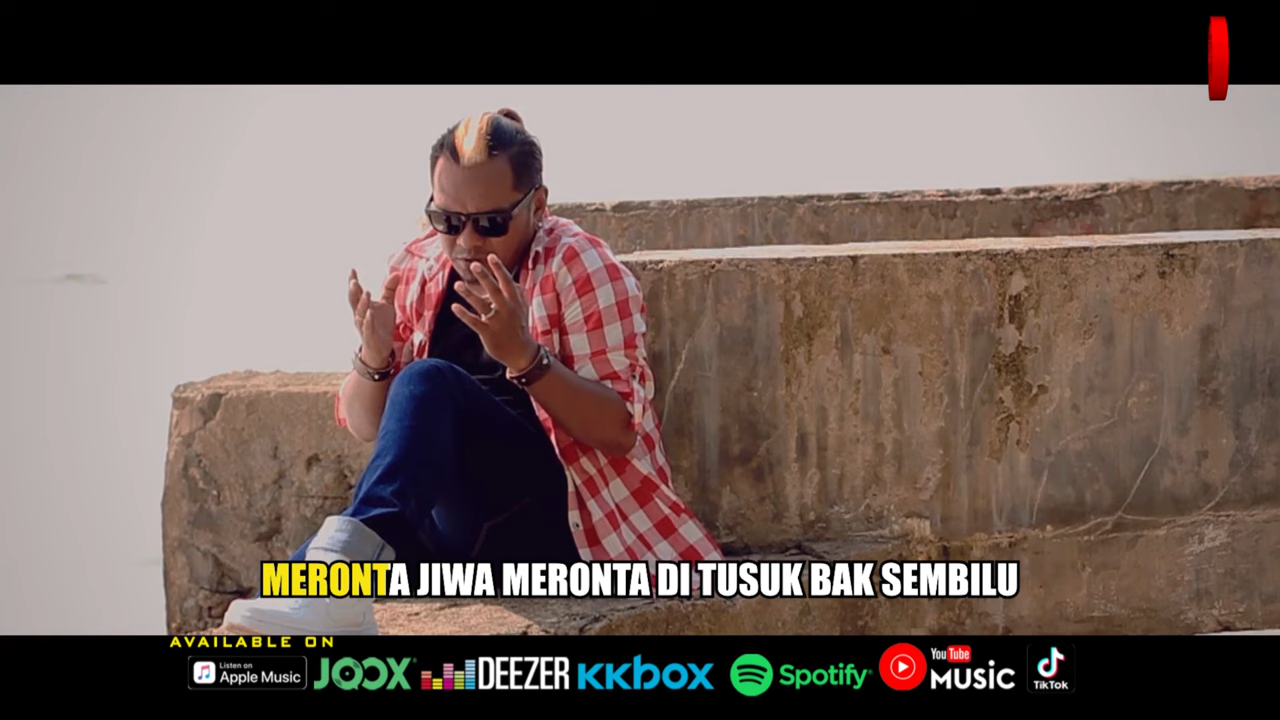 MERONTA JIWA MERONTA DI TUSUK BAK SEMBILU
AVAILABLE ON
Listen on Apple Music JOOX DEEZER KKBOX Spotify YouTube MUSIC TikTok